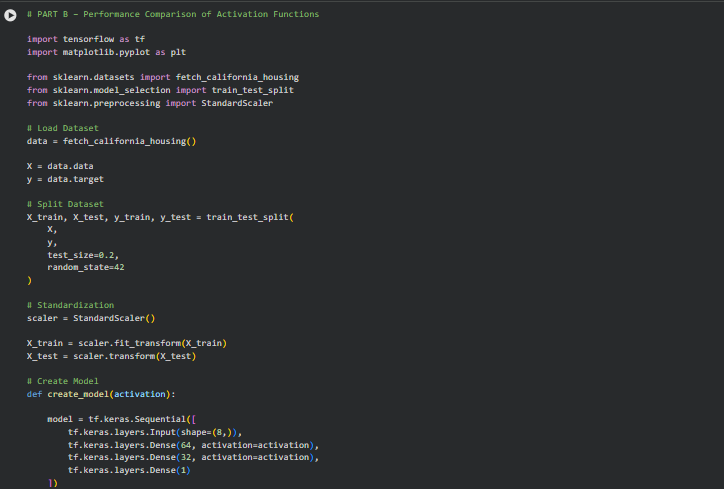 # PART B – Performance Comparison of Activation Functions
import tensorflow as tf
import matplotlib.pyplot as plt
from sklearn.datasets import fetch_california_housing
from sklearn.model_selection import train_test_split
from sklearn.preprocessing import StandardScaler
# Load Dataset
data = fetch_california_housing()
X = data.data
y = data.target
# Split Dataset
X_train, X_test, y_train, y_test = train_test_split(
    X,
    y,
    test_size=0.2,
    random_state=42
)
# Standardization
scaler = StandardScaler()
X_train = scaler.fit_transform(X_train)
X_test = scaler.transform(X_test)
# Create Model
def create_model(activation):
    model = tf.keras.Sequential([
        tf.keras.layers.Input(shape=(8,)),
        tf.keras.layers.Dense(64, activation=activation),
        tf.keras.layers.Dense(32, activation=activation),
        tf.keras.layers.Dense(1)
    ])